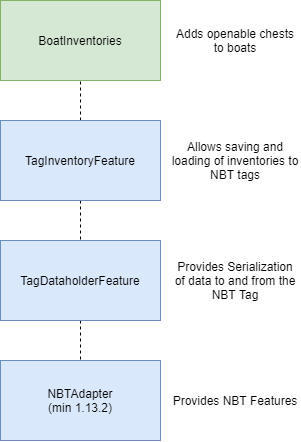 BoatInventories
Adds openable chests
to boats
TagInventoryFeature
Allows saving and
loading of inventories to
NBT tags
TagDataholderFeature
Provides Serialization
of data to and from the
NBT Tag
NBTAdapter
(min 1.13.2)
Provides NBT Features